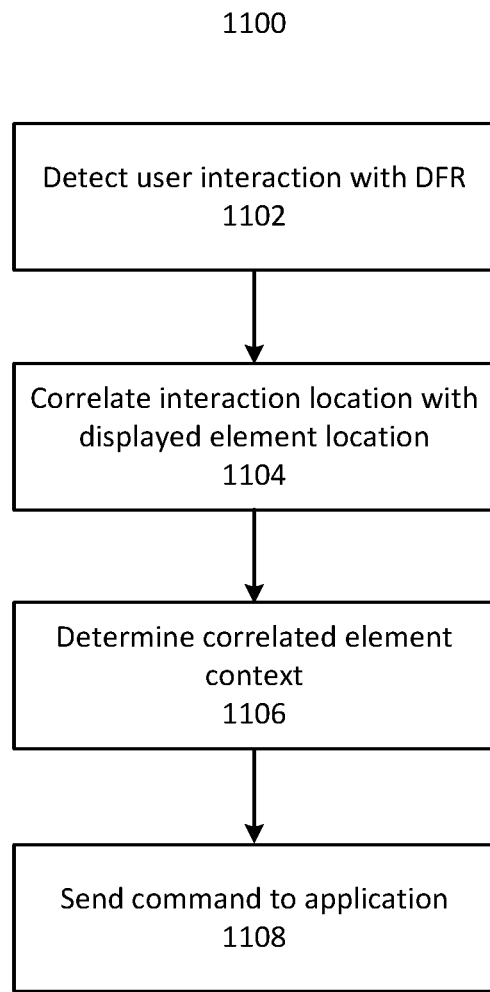 1100
Detect user interaction with DFR
1102
Correlate interaction location with
displayed element location
1104
Determine correlated element
context
1106
Send command to application
1108